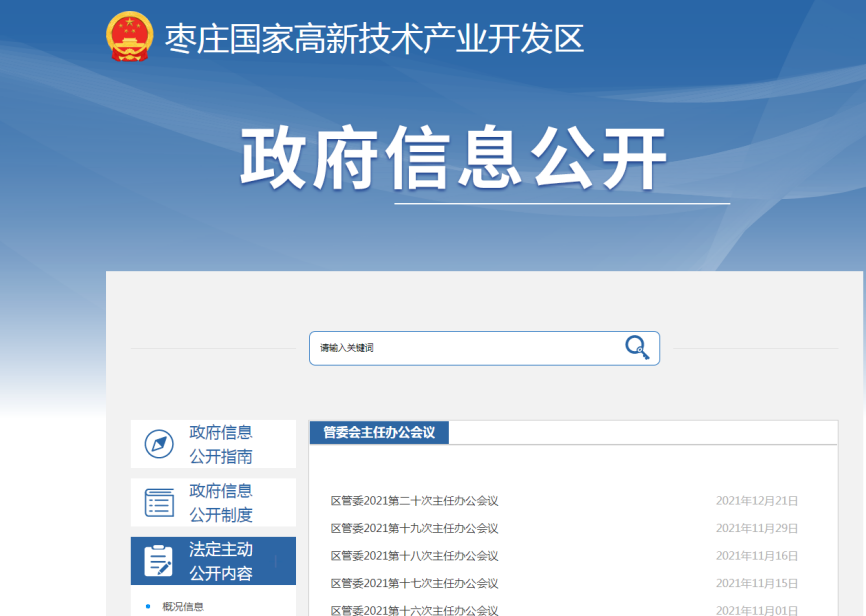 枣庄国家高新技术产业开发区
政府信息公开
请输入关键词
政府信息
公开指南
政府信息
公开制度
法定主动
公开内容
概况信息
管委会主任办公会议
区管委2021第二十次主任办公会议 2021年12月21日
区管委2021第十九次主任办公会议 2021年11月29日
区管委2021第十八次主任办公会议 2021年11月16日
区管委2021第十七次主任办公会议 2021年11月15日
区管委2021第十六次主任办公会议 2021年11月01日